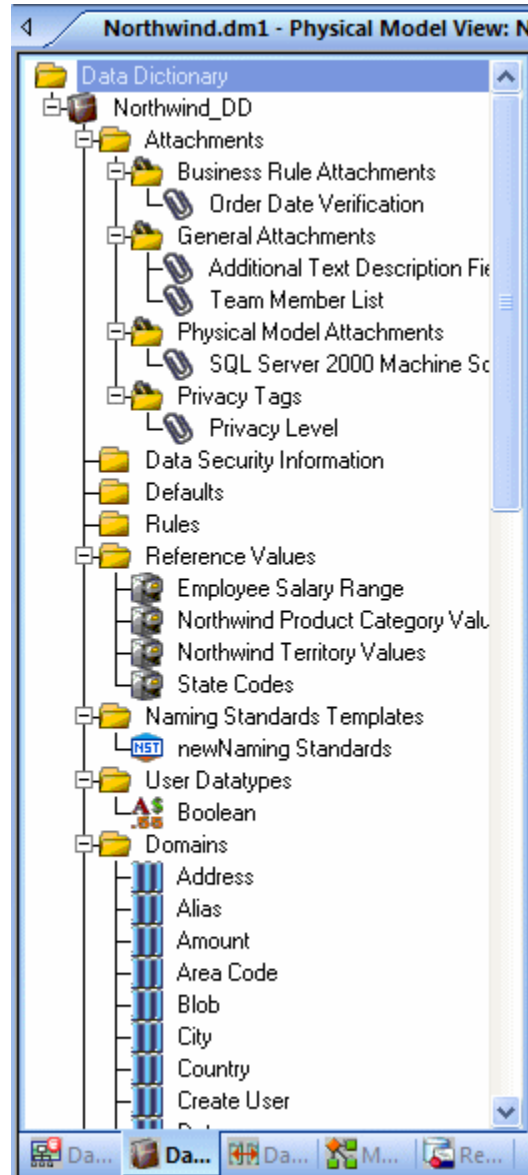 Northwind.dm1 - Physical Model View: N
Data Dictionary
Northwind_DD
Attachments
Business Rule Attachments
Order Date Verification
General Attachments
Additional Text Description Fie
Team Member List
Physical Model Attachments
SQL Server 2000 Machine Sc
Privacy Tags
Privacy Level
Data Security Information
Defaults
Rules
Reference Values
Employee Salary Range
Northwind Product Category Valu
Northwind Territory Values
State Codes
Naming Standards Templates
NST newNaming Standards
User Datatypes
Boolean
Domains
Address
Alias
Amount
Area Code
Blob
City
Country
Create User
Da... Da... Da... M... Re...